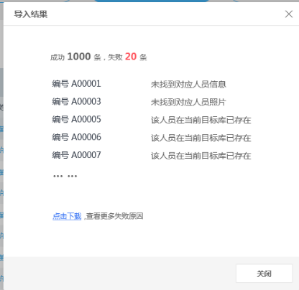 导入结果
成功 1000 条，失败 20 条
编号 A00001 未找到对应人员信息
编号 A00003 未找到对应人员照片
编号 A00005 该人员在当前目标库已存在
编号 A00006 该人员在当前目标库已存在
编号 A00007 该人员在当前目标库已存在
... ...
点击下载 ,查看更多失败原因
关闭